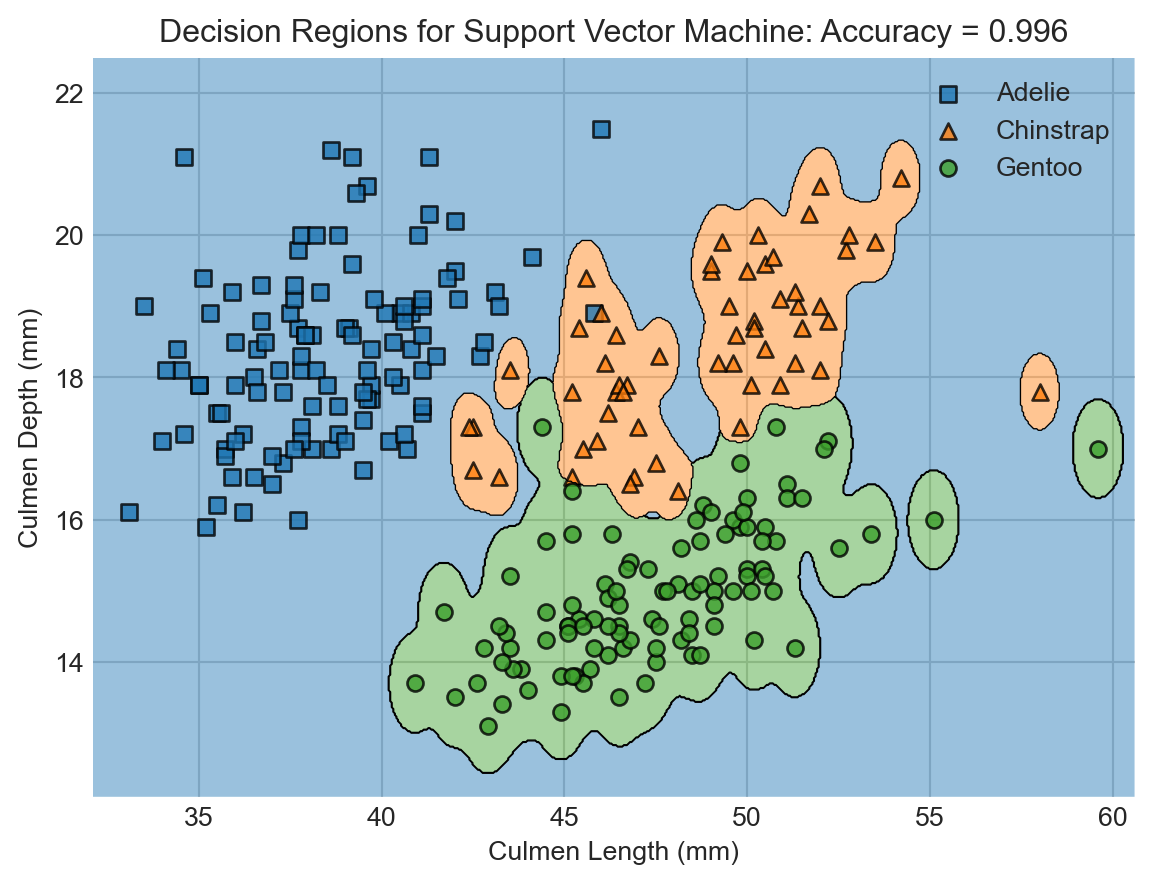 Decision Regions for Support Vector Machine: Accuracy = 0.996
Adelie
Chinstrap
Gentoo
22
20
18
16
14
Culmen Depth (mm)
35
40
45
50
55
60
Culmen Length (mm)